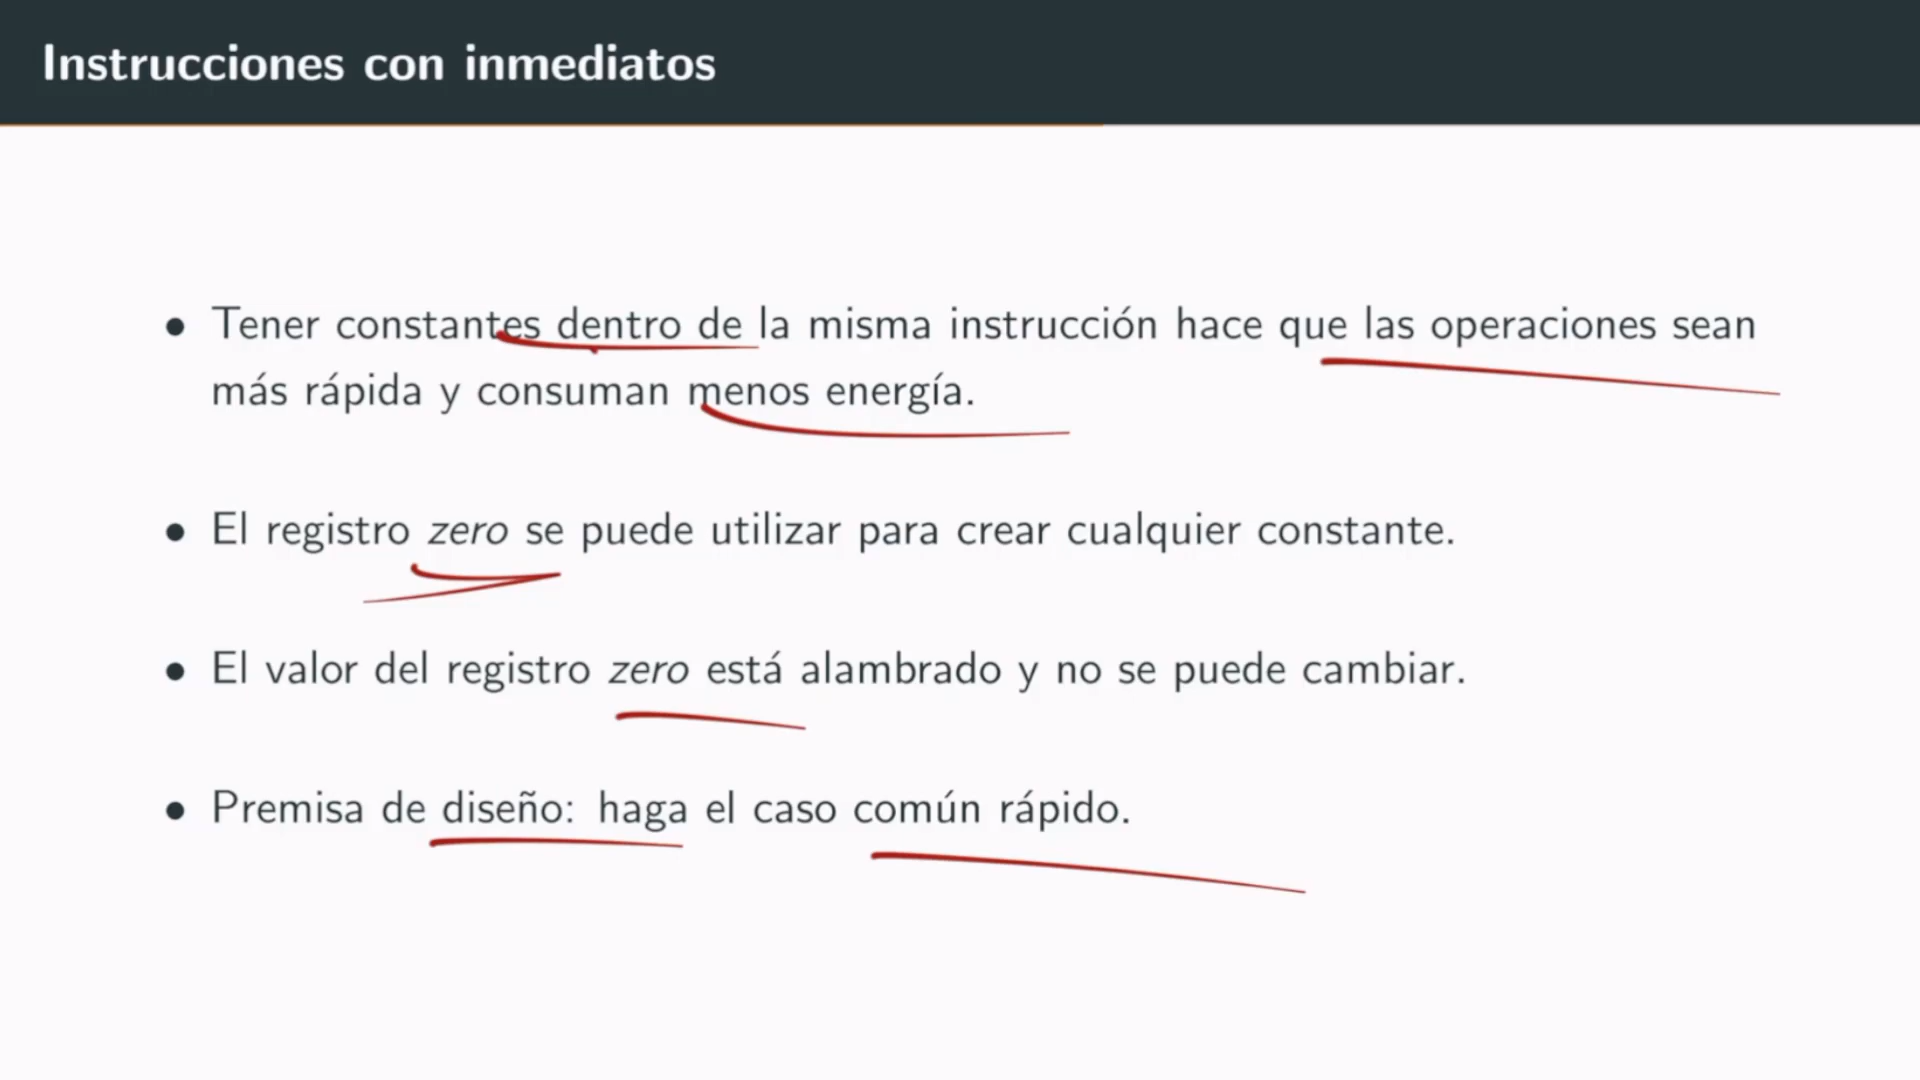 Instrucciones con inmediatos
• Tener constantes dentro de la misma instrucción hace que las operaciones sean
más rápida y consuman menos energía.
• El registro zero se puede utilizar para crear cualquier constante.
• El valor del registro zero está alambrado y no se puede cambiar.
• Premisa de diseño: haga el caso común rápido.